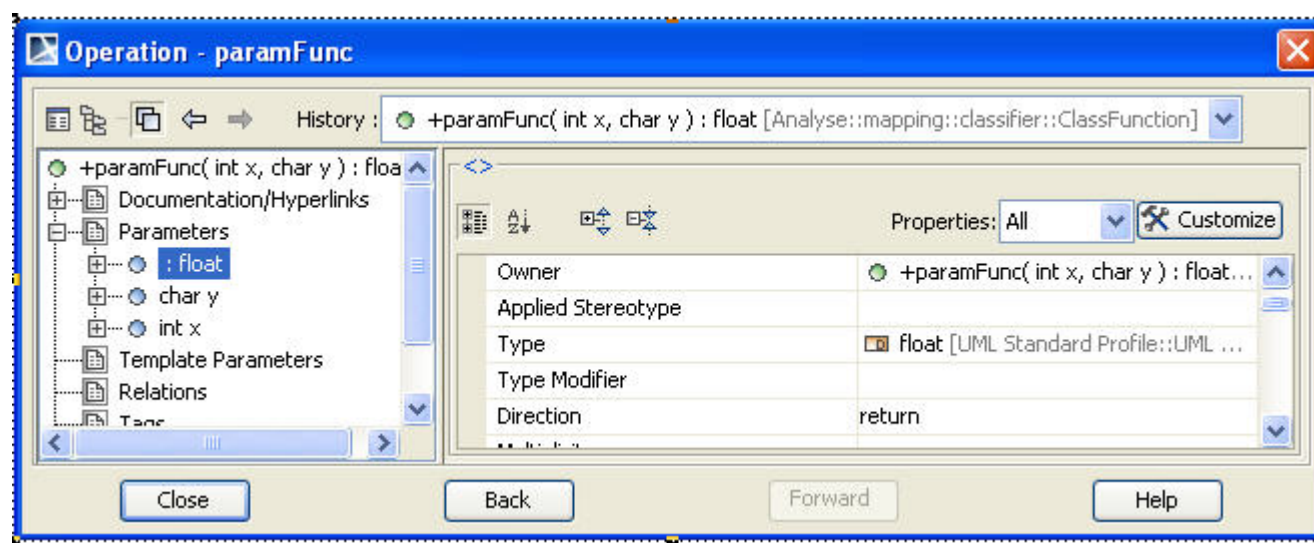 Operation - paramFunc
History : +paramFunc( int x, char y ) : float [Analyse::mapping::classifier::ClassFunction]
+paramFunc( int x, char y ) : floa
Documentation/Hyperlinks
Parameters
: float
char y
int x
Template Parameters
Relations
Tags
<>
Properties: All Customize
Owner +paramFunc( int x, char y ) : float...
Applied Stereotype
Type float [UML Standard Profile::UML ...
Type Modifier
Direction return
Close Back Forward Help